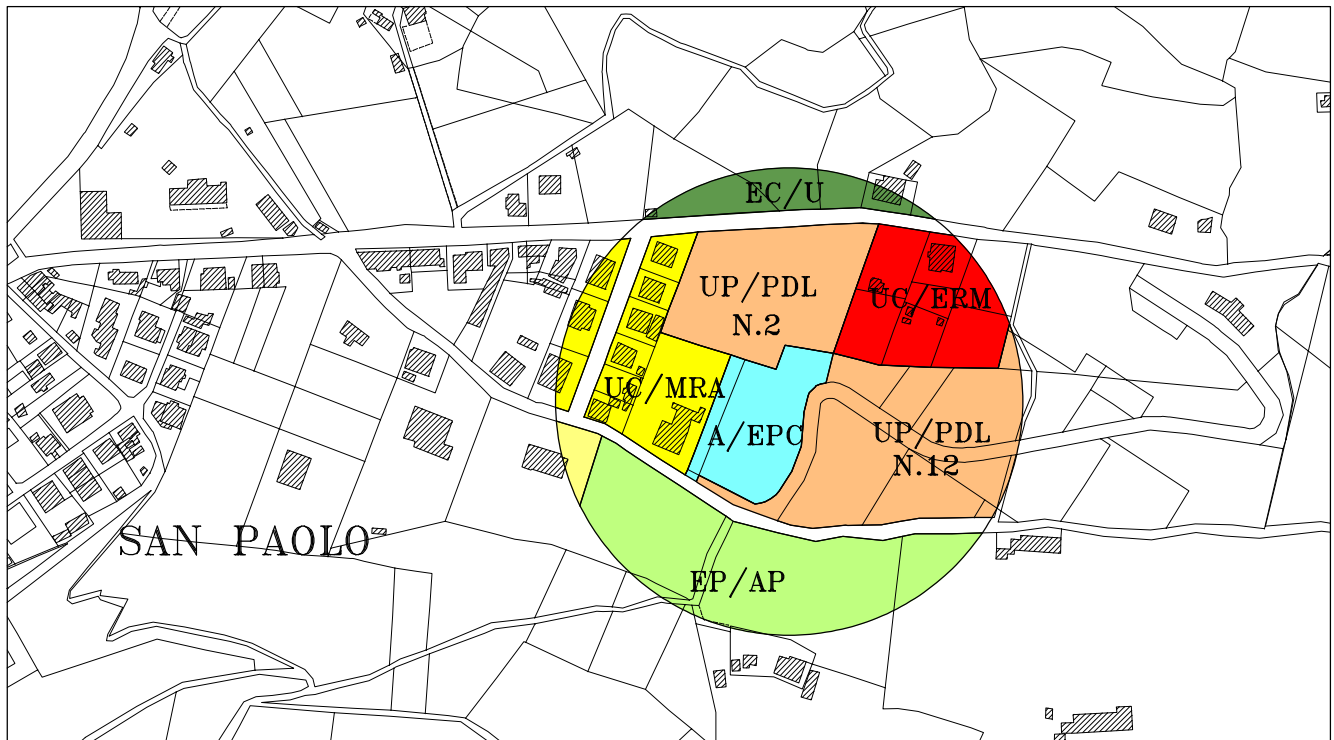 EC/U
UP/PDL
N.2
UC/ERM
UC/MRA
A/EPC
UP/PDL
N.12
SAN PAOLO
EP/AP